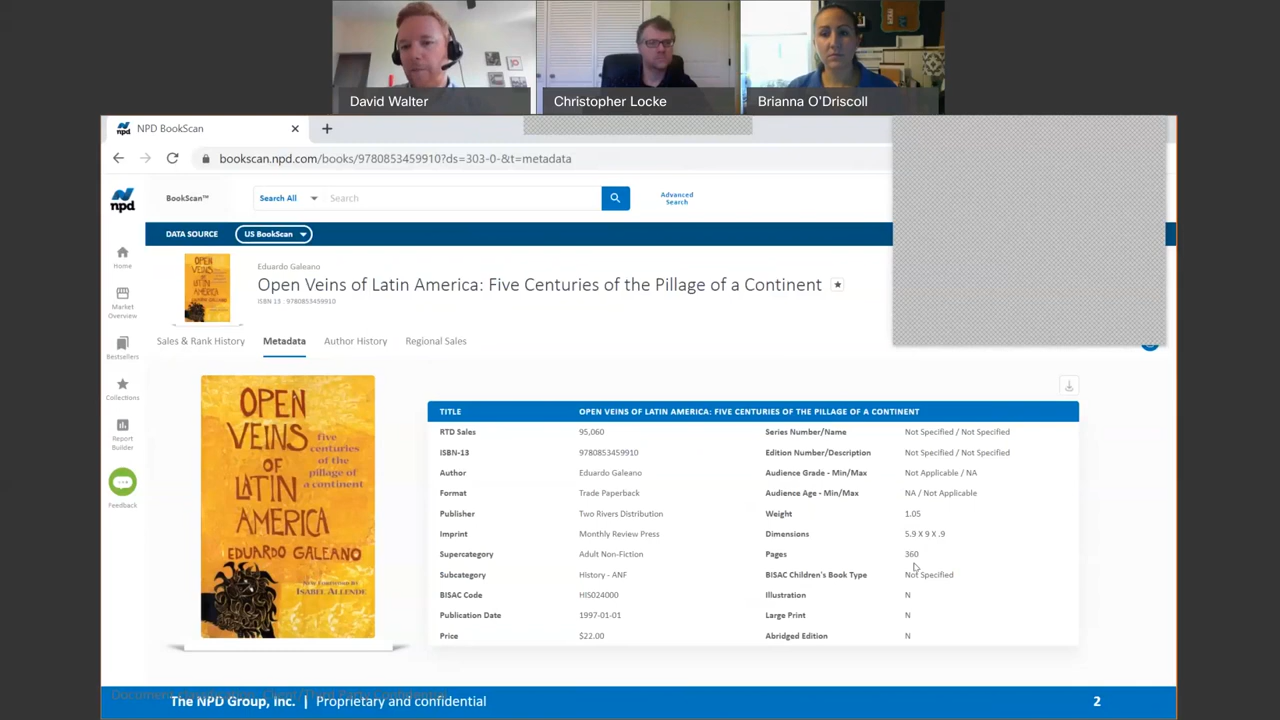 David Walter
Christopher Locke
Brianna O'Driscoll
npd NPD BookScan
bookscan.npd.com/books/9780853459910?ds=303-0-&t=metadata
npd
BookScan™
Search All
Search
Advanced
Search
DATA SOURCE
US BookScan
Home
Market
Overview
Bestsellers
Collections
Report
Builder
Feedback
OPEN
VEINS
OF
LATIN
AMERICA
Eduardo Galeano
Open Veins of Latin America: Five Centuries of the Pillage of a Continent
ISBN 13 : 9780853459910
Sales & Rank History
Metadata
Author History
Regional Sales
OPEN
VEINS
OF
LATIN
AMERICA
five
centuries
of the
pillage of
a continent
EDUARDO GALEANO
NEW FOREWORD BY
ISABEL ALLENDE
TITLE OPEN VEINS OF LATIN AMERICA: FIVE CENTURIES OF THE PILLAGE OF A CONTINENT
RTD Sales 95,060 Series Number/Name Not Specified / Not Specified
ISBN-13 9780853459910 Edition Number/Description Not Specified / Not Specified
Author Eduardo Galeano Audience Grade - Min/Max Not Applicable / NA
Format Trade Paperback Audience Age - Min/Max NA / Not Applicable
Publisher Two Rivers Distribution Weight 1.05
Imprint Monthly Review Press Dimensions 5.9 X 9 X .9
Supercategory Adult Non-Fiction Pages 360
Subcategory History - ANF BISAC Children's Book Type Not Specified
BISAC Code HIS024000 Illustration N
Publication Date 1997-01-01 Large Print N
Price $22.00 Abridged Edition N
The NPD Group, Inc. | Proprietary and confidential
2